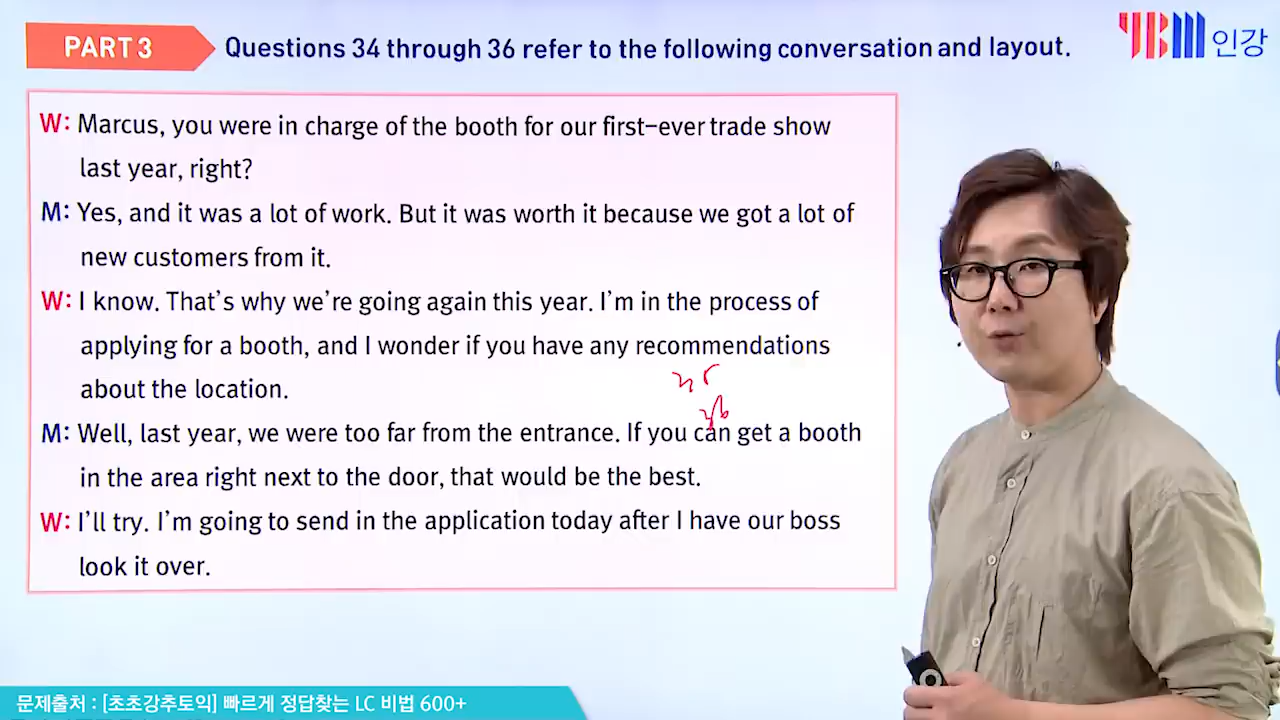 PART 3
Questions 34 through 36 refer to the following conversation and layout.
YBM 인강
W: Marcus, you were in charge of the booth for our first-ever trade show
last year, right?
M: Yes, and it was a lot of work. But it was worth it because we got a lot of
new customers from it.
W: I know. That's why we're going again this year. I'm in the process of
applying for a booth, and I wonder if you have any recommendations
about the location.
M: Well, last year, we were too far from the entrance. If you can get a booth
in the area right next to the door, that would be the best.
W: I'll try. I'm going to send in the application today after I have our boss
look it over.
문제출처 : [초초강추토익] 빠르게 정답찾는 LC 비법 600+